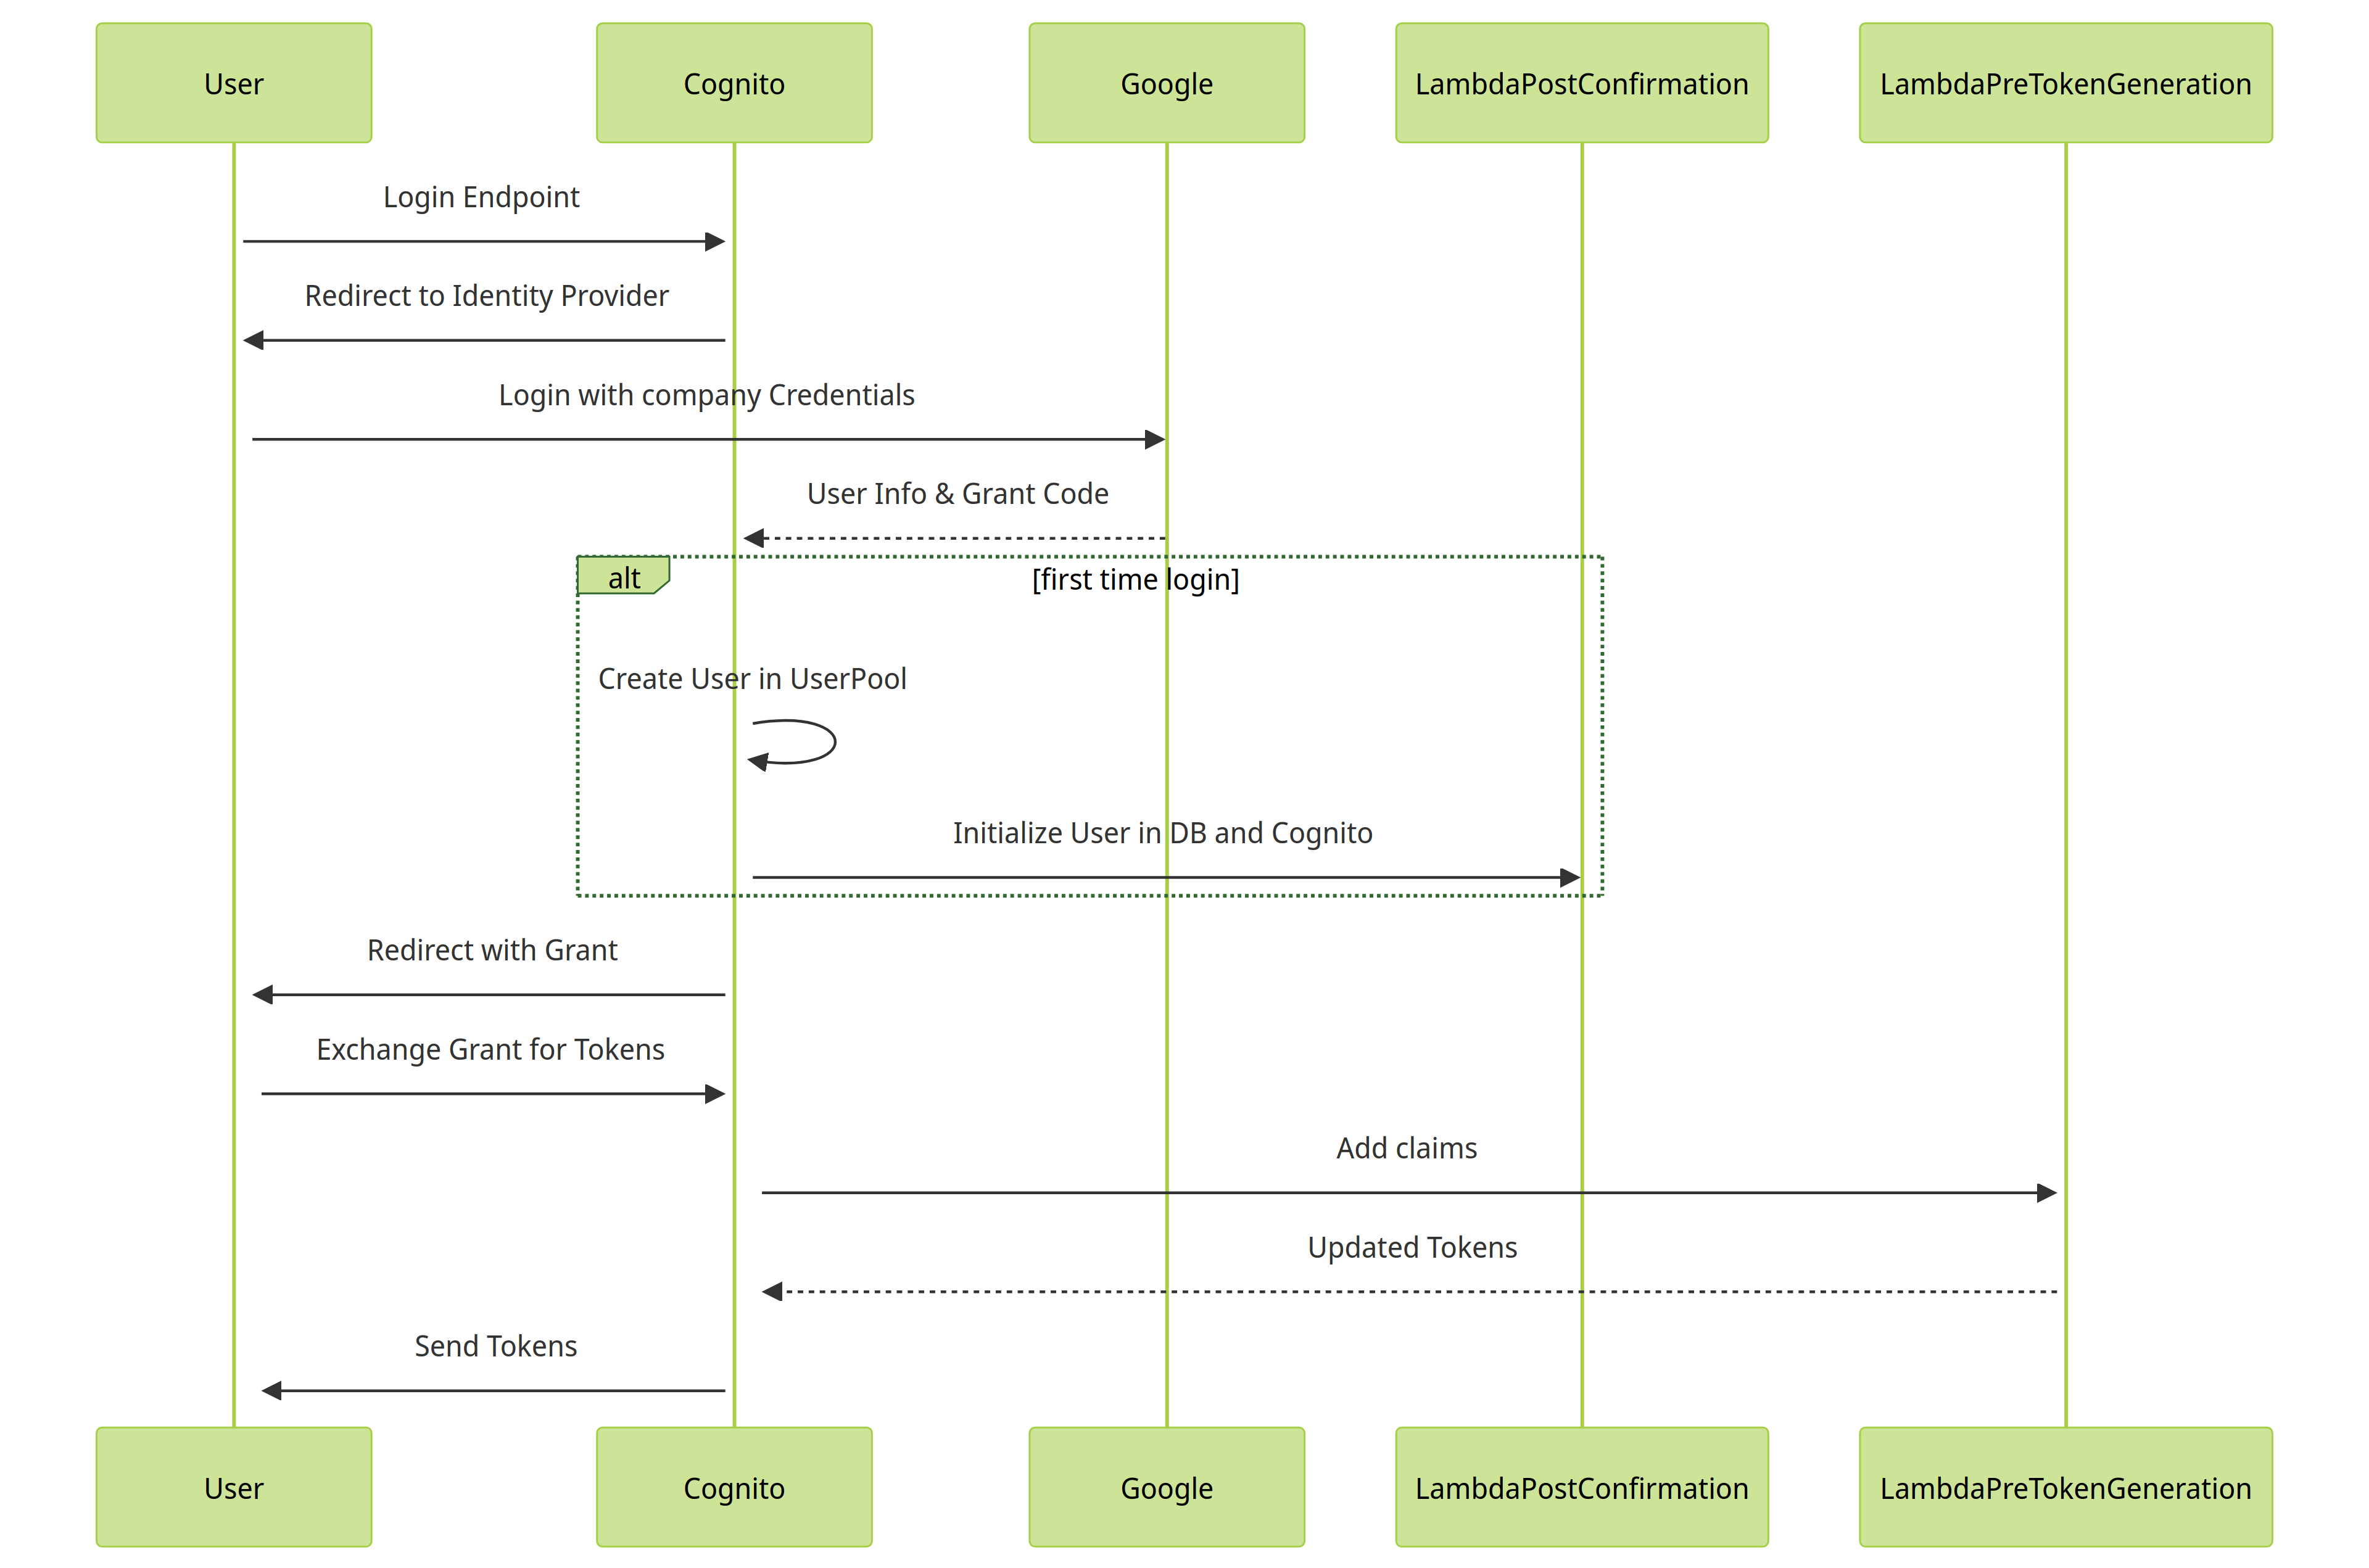 User
Cognito
Google
LambdaPostConfirmation
LambdaPreTokenGeneration
Login Endpoint
Redirect to Identity Provider
Login with company Credentials
User Info & Grant Code
alt
[first time login]
Create User in UserPool
Initialize User in DB and Cognito
Redirect with Grant
Exchange Grant for Tokens
Add claims
Updated Tokens
Send Tokens
User
Cognito
Google
LambdaPostConfirmation
LambdaPreTokenGeneration